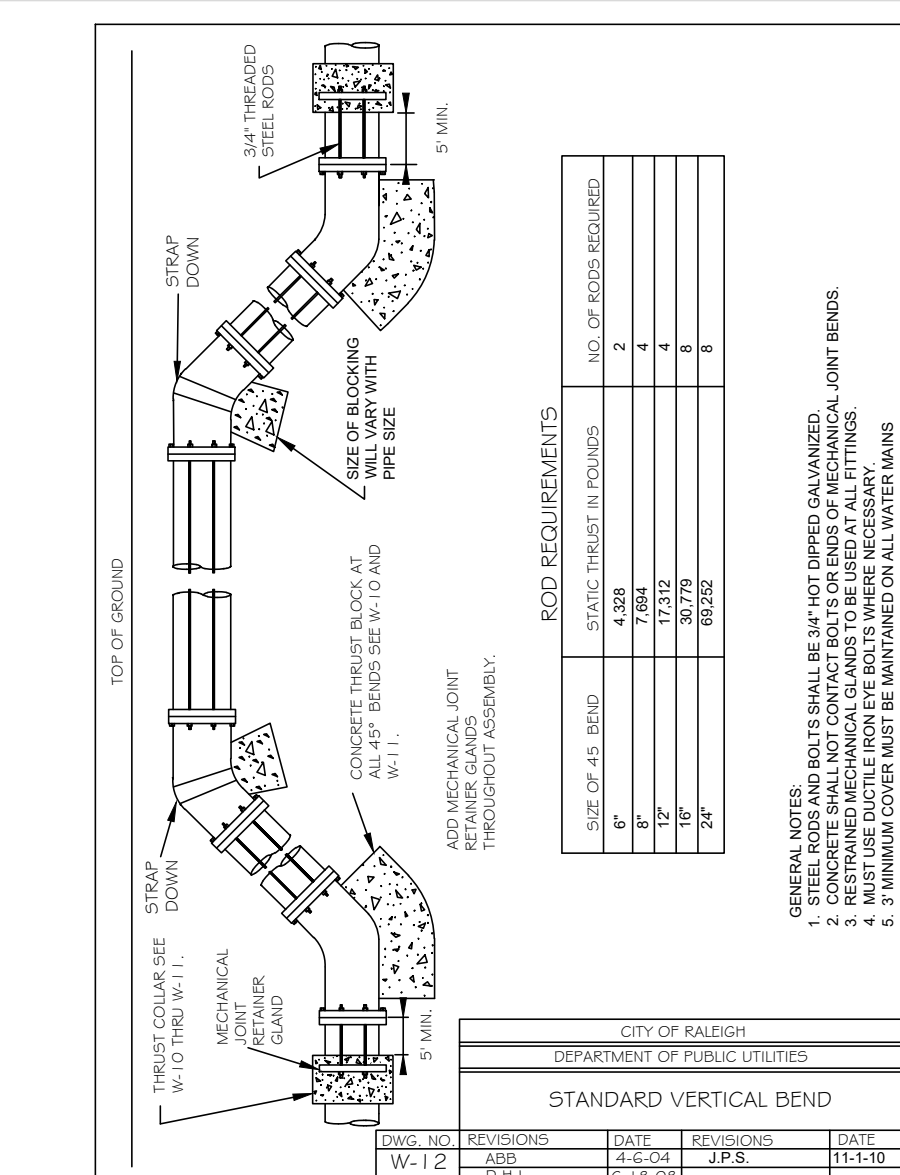 TOP OF GROUND
3/4" THREADED
STEEL RODS
5' MIN.
STRAP
DOWN
SIZE OF BLOCKING
WILL VARY WITH
PIPE SIZE
CONCRETE THRUST BLOCK AT
ALL 45° BENDS SEE W-10 AND
W-11.
ADD MECHANICAL JOINT
RETAINER GLANDS
THROUGHOUT ASSEMBLY.
STRAP
DOWN
THRUST COLLAR SEE
W-10 THRU W-11.
MECHANICAL
JOINT
RETAINER
GLAND
5' MIN.
ROD REQUIREMENTS
SIZE OF 45 BEND STATIC THRUST IN POUNDS NO. OF RODS REQUIRED
6" 4,328 2
8" 7,694 4
12" 17,312 4
16" 30,779 8
24" 69,252 8
GENERAL NOTES:
1. STEEL RODS AND BOLTS SHALL BE 3/4" HOT DIPPED GALVANIZED.
2. CONCRETE SHALL NOT CONTACT BOLTS OR ENDS OF MECHANICAL JOINT BENDS.
3. RESTRAINED MECHANICAL GLANDS TO BE USED AT ALL FITTINGS.
4. MUST USE DUCTILE IRON EYE BOLTS WHERE NECESSARY.
5. 3' MINIMUM COVER MUST BE MAINTAINED ON ALL WATER MAINS
CITY OF RALEIGH
DEPARTMENT OF PUBLIC UTILITIES
STANDARD VERTICAL BEND
DWG. NO. REVISIONS DATE REVISIONS DATE
W-12 ABB 4-6-04 J.P.S. 11-1-10